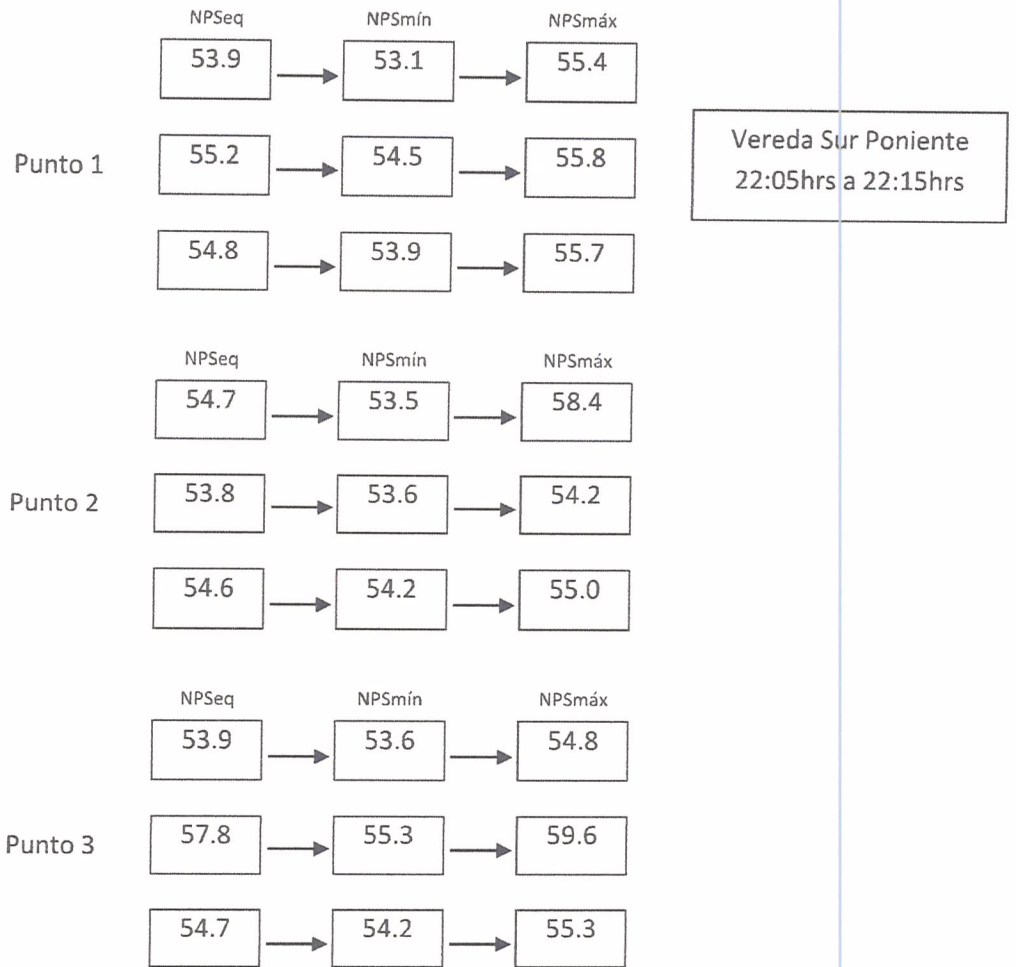 NPSeq NPSmín NPSmáx
53.9 53.1 55.4
Vereda Sur Poniente
22:05hrs a 22:15hrs
Punto 1 55.2 54.5 55.8
54.8 53.9 55.7
NPSeq NPSmín NPSmáx
54.7 53.5 58.4
Punto 2 53.8 53.6 54.2
54.6 54.2 55.0
NPSeq NPSmín NPSmáx
53.9 53.6 54.8
Punto 3 57.8 55.3 59.6
54.7 54.2 55.3